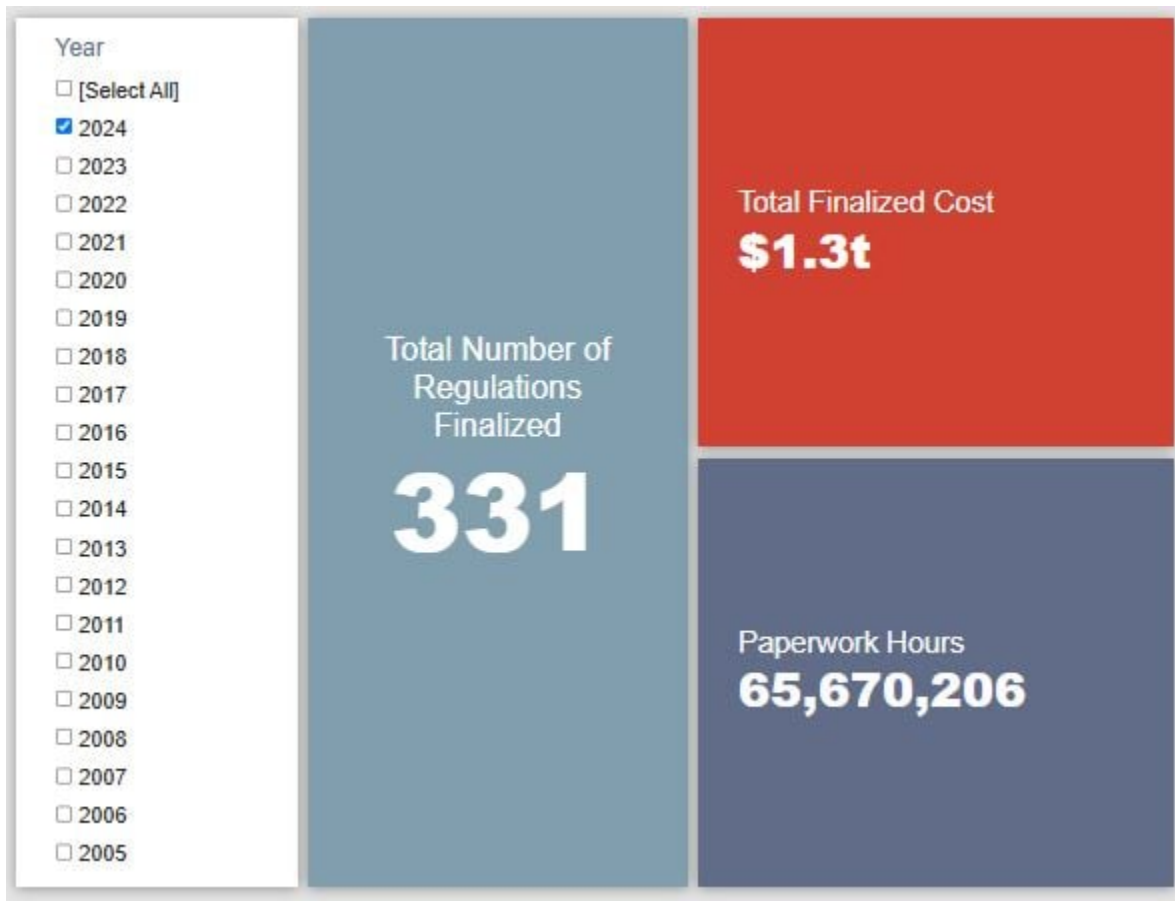 Year
[Select All]
2024
2023
2022
2021
2020
2019
2018
2017
2016
2015
2014
2013
2012
2011
2010
2009
2008
2007
2006
2005
Total Number of
Regulations
Finalized
331
Total Finalized Cost
$1.3t
Paperwork Hours
65,670,206